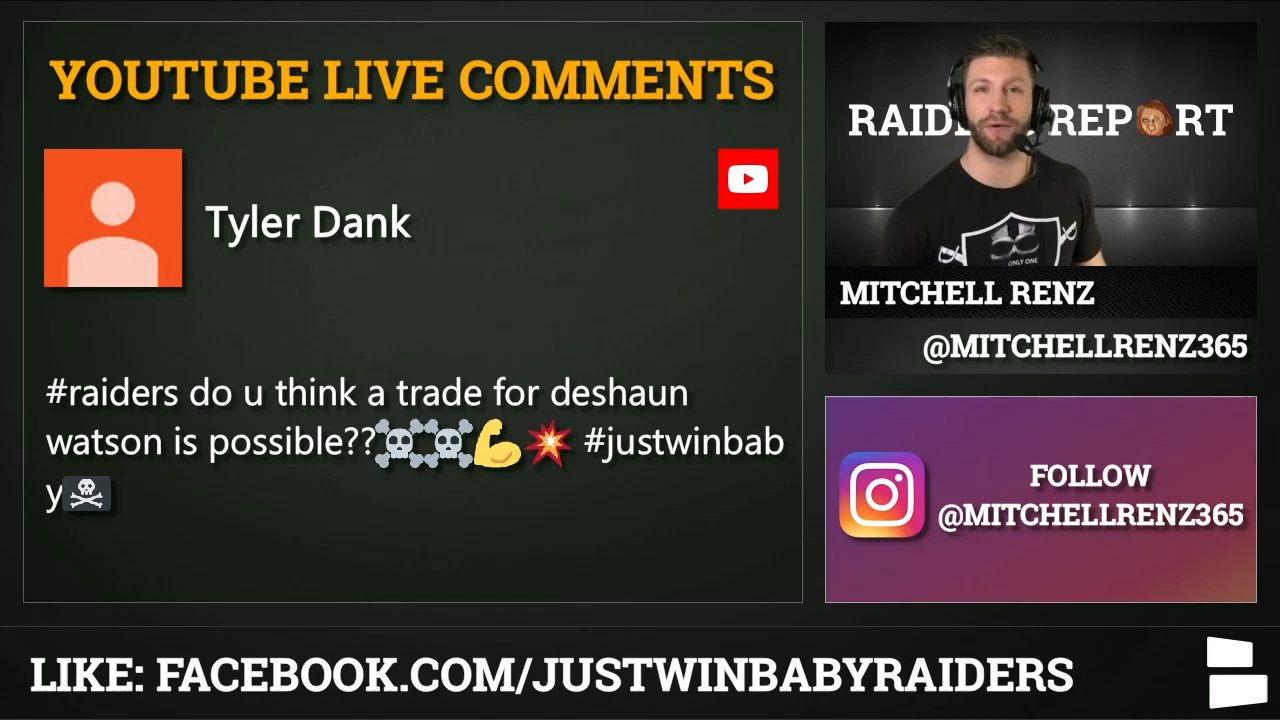 YOUTUBE LIVE COMMENTS
Tyler Dank
#raiders do u think a trade for deshaun
watson is possible??☠☠💪💥 #justwinbab
y🏴‍☠️
RAID REP RT
ONLY ONE
MITCHELL RENZ
@MITCHELLRENZ365
FOLLOW
@MITCHELLRENZ365
LIKE: FACEBOOK.COM/JUSTWINBABYRAIDERS